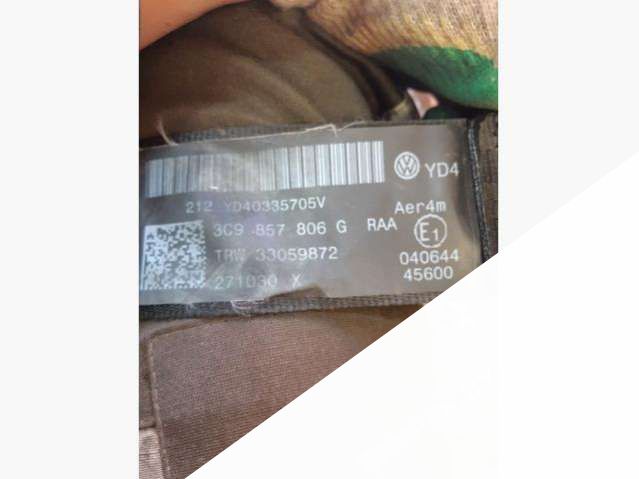 YD4
212 YD40335705V
Aer4m
3C9 857 806 G RAA
E1
TRW 33059872
040644
271030 X
45600